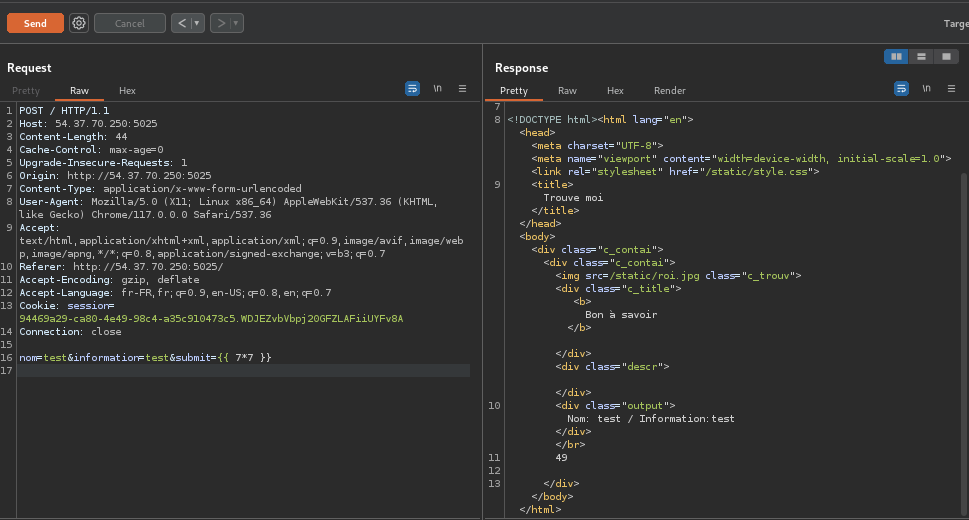 Send
Cancel
< | ▾
> | ▾
Targe
Request
Pretty
Raw
Hex
\n
1 POST / HTTP/1.1
2 Host: 54.37.70.250:5025
3 Content-Length: 44
4 Cache-Control: max-age=0
5 Upgrade-Insecure-Requests: 1
6 Origin: http://54.37.70.250:5025
7 Content-Type: application/x-www-form-urlencoded
8 User-Agent: Mozilla/5.0 (X11; Linux x86_64) AppleWebKit/537.36 (KHTML,
like Gecko) Chrome/117.0.0.0 Safari/537.36
9 Accept:
text/html,application/xhtml+xml,application/xml;q=0.9,image/avif,image/web
p,image/apng,*/*;q=0.8,application/signed-exchange;v=b3;q=0.7
10 Referer: http://54.37.70.250:5025/
11 Accept-Encoding: gzip, deflate
12 Accept-Language: fr-FR,fr;q=0.9,en-US;q=0.8,en;q=0.7
13 Cookie: session=
94469a29-ca80-4e49-98c4-a35c910473c5.WDJEZvbVbpj20GFZLAFiiUYFv8A
14 Connection: close
15
16 nom=test&information=test&submit={{ 7*7 }}
17
Response
Pretty
Raw
Hex
Render
\n
7
8 <!DOCTYPE html><html lang="en">
<head>
<meta charset="UTF-8">
<meta name="viewport" content="width=device-width, initial-scale=1.0">
<link rel="stylesheet" href="/static/style.css">
9 <title>
Trouve moi
</title>
</head>
<body>
<div class="c_contai">
<div class="c_contai">
<img src=/static/roi.jpg class="c_trouv">
<div class="c_title">
<b>
Bon à savoir
</b>
</div>
<div class="descr">
</div>
10 <div class="output">
Nom: test / Information:test
</div>
</br>
11 49
12
13 </div>
</body>
</html>